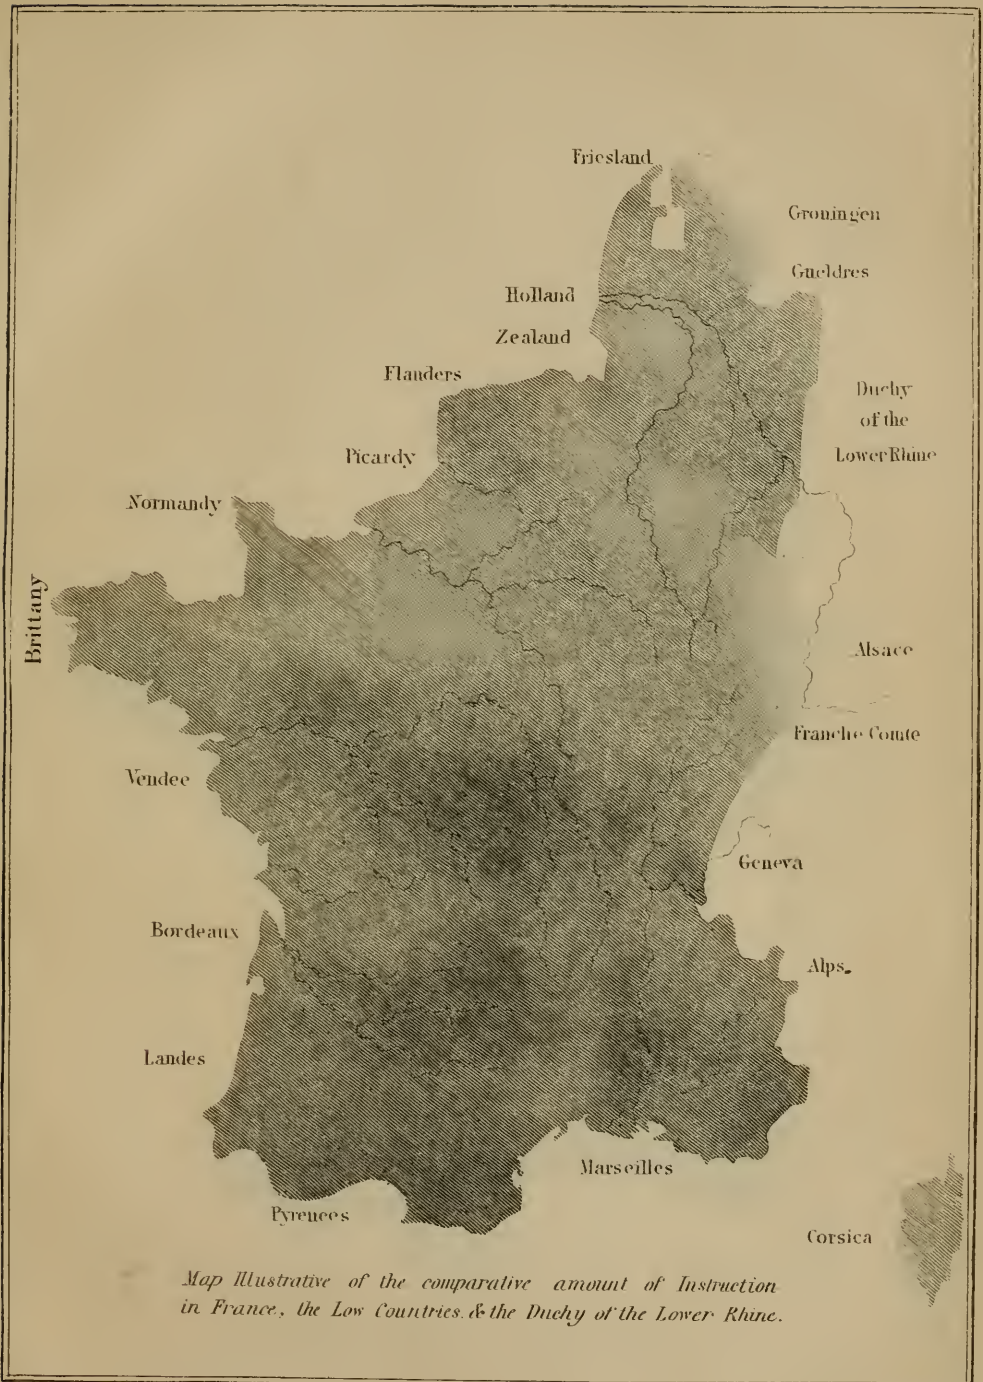 Friesland
Groningen
Gueldres
Holland
Zealand
Flanders
Duchy
of the
Lower Rhine
Picardy
Normandy
Brittany
Alsace
Franche Comte
Vendee
Geneva
Bordeaux
Alps.
Landes
Marseilles
Pyrenees
Corsica
Map Illustrative of the comparative amount of Instruction
in France, the Low Countries, & the Duchy of the Lower Rhine.